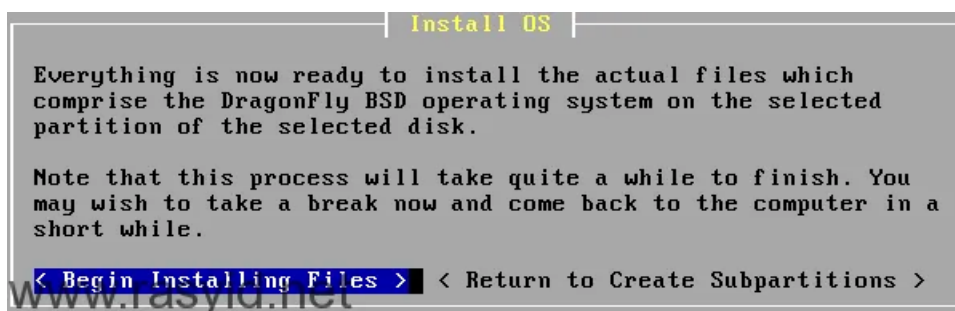 Install OS
Everything is now ready to install the actual files which
comprise the DragonFly BSD operating system on the selected
partition of the selected disk.
Note that this process will take quite a while to finish. You
may wish to take a break now and come back to the computer in a
short while.
< Begin Installing Files > < Return to Create Subpartitions >
www.rasyid.net